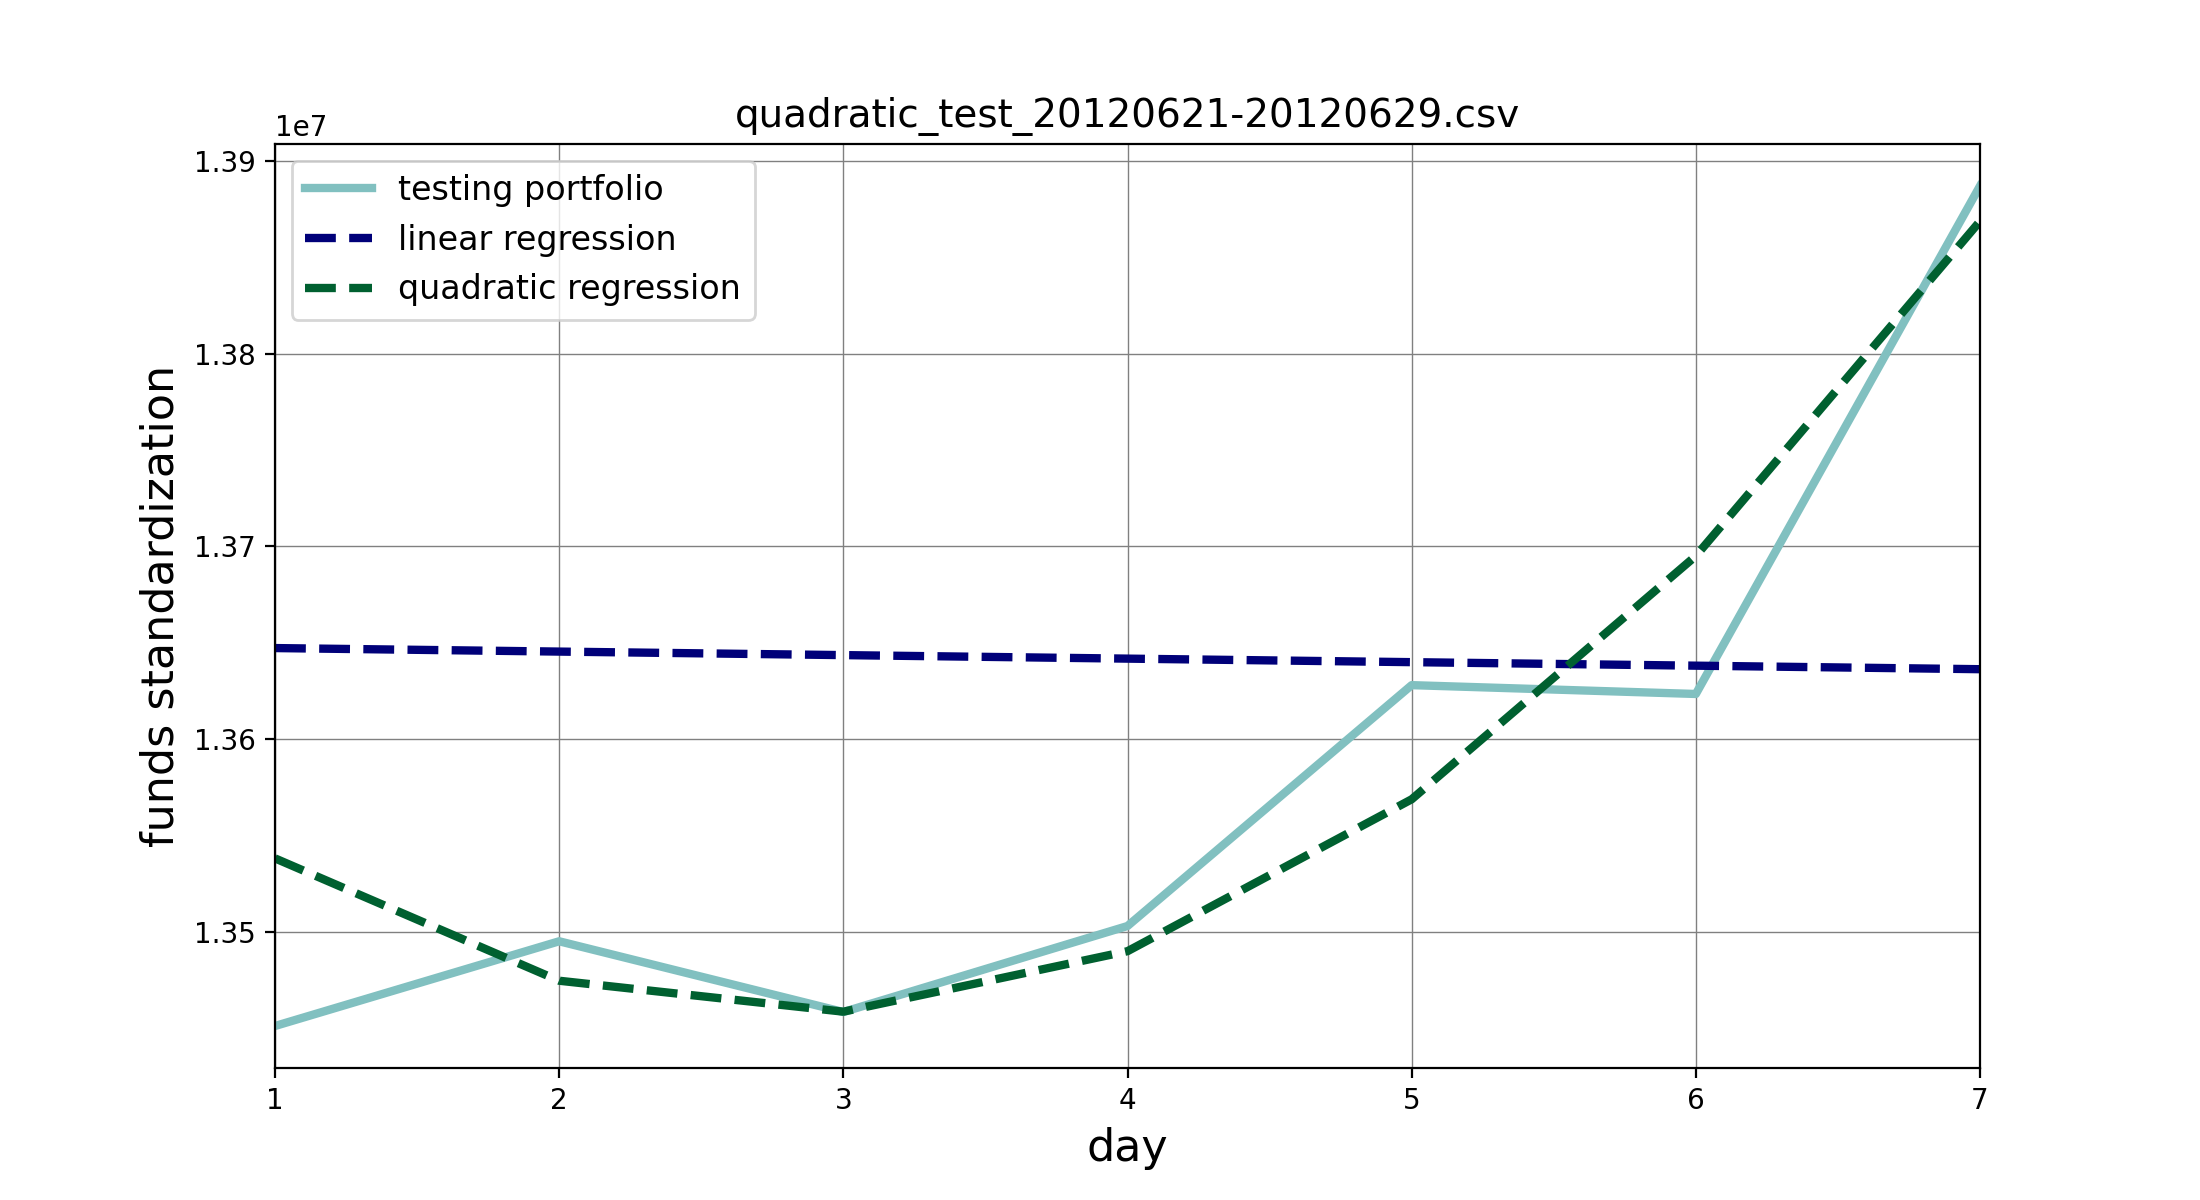 quadratic_test_20120621-20120629.csv
1e7
1.39
1.38
1.37
1.36
1.35
funds standardization
testing portfolio
linear regression
quadratic regression
1 2 3 4 5 6 7
day